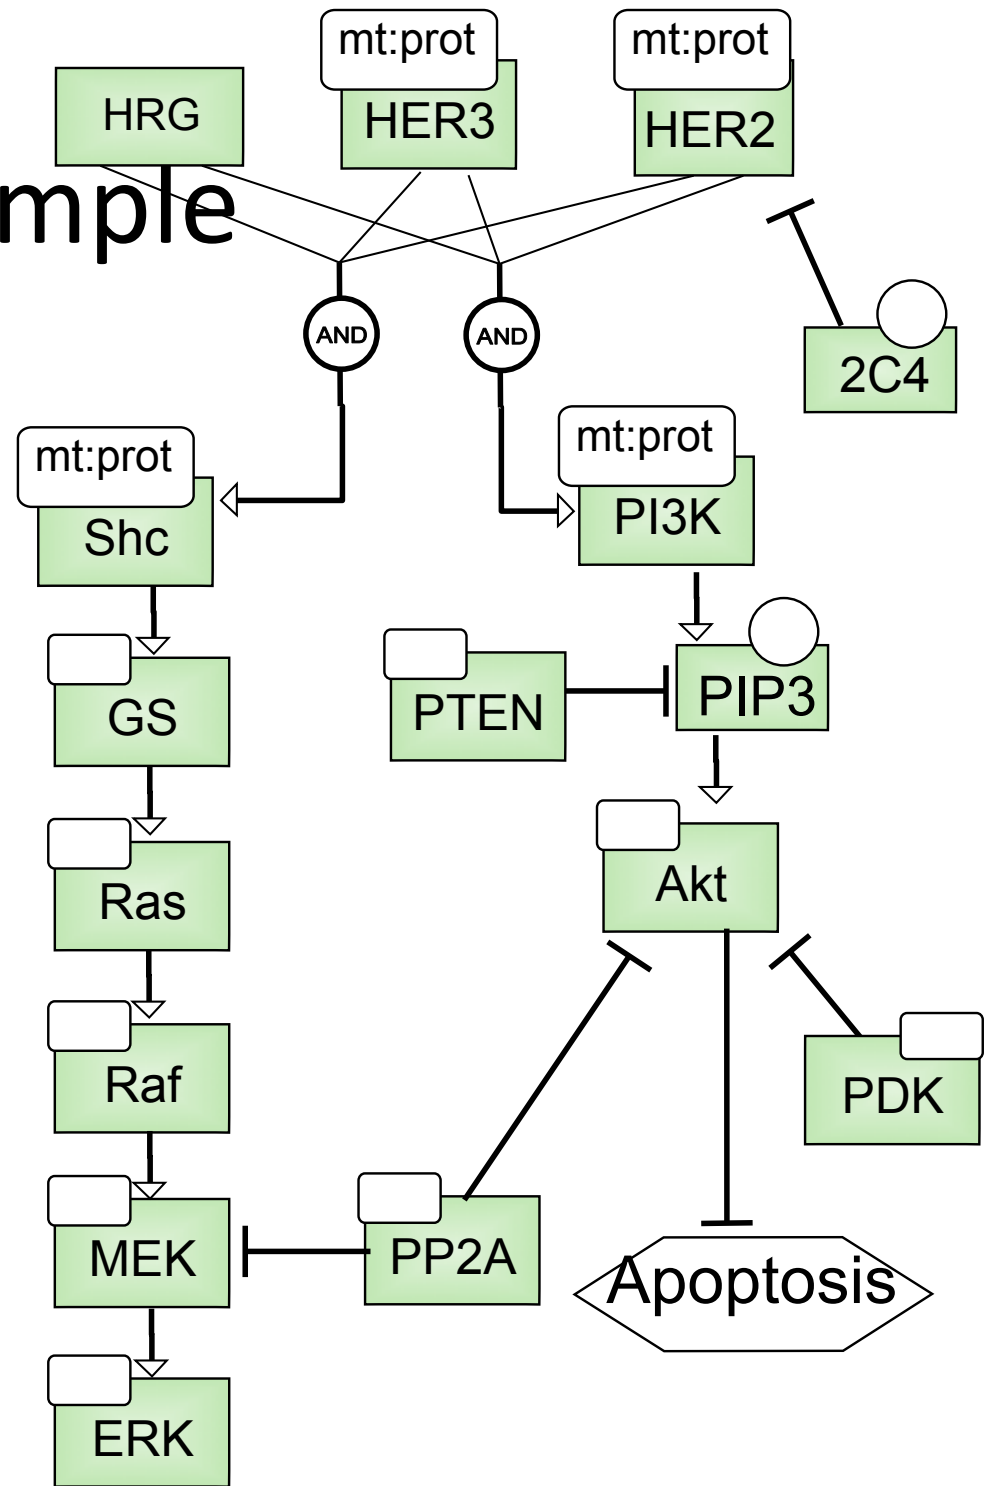 mt:prot
mt:prot
HRG
HER3
HER2
mple
AND
AND
2C4
mt:prot
mt:prot
Shc
PI3K
GS
PTEN
PIP3
Ras
Akt
Raf
PDK
MEK
PP2A
Apoptosis
ERK